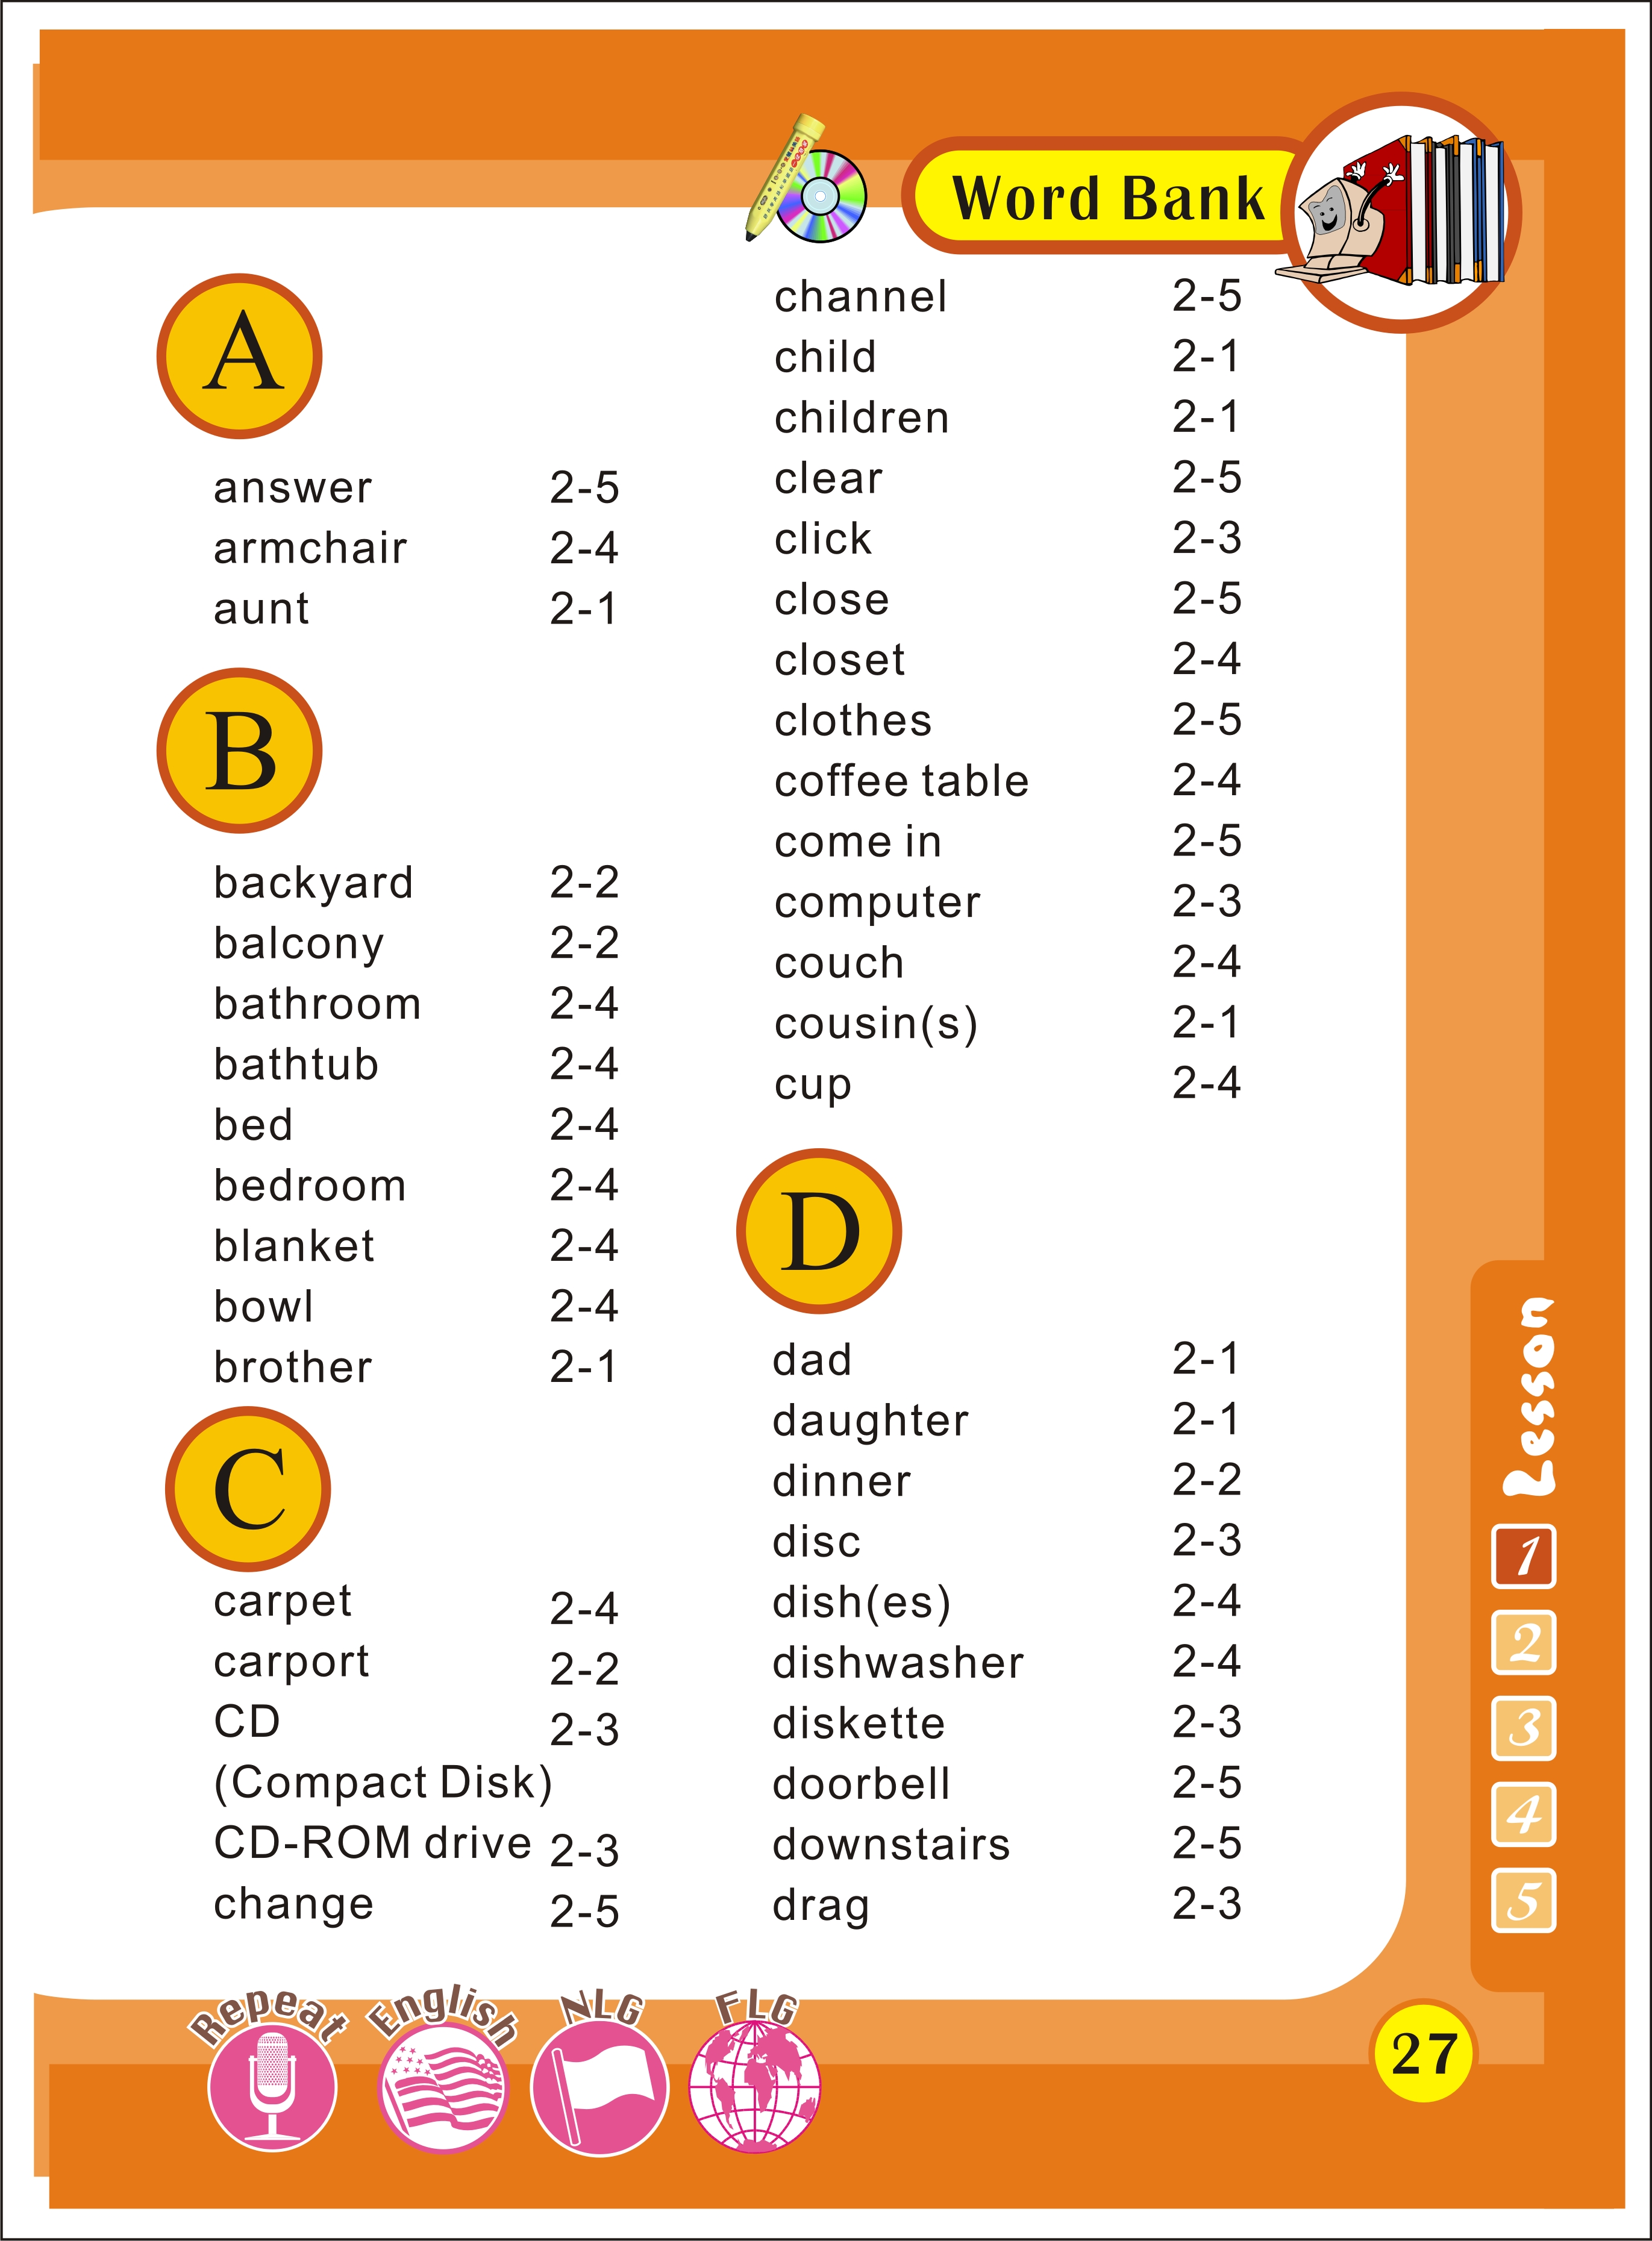 Word Bank
A
answer 2-5
armchair 2-4
aunt 2-1
B
backyard 2-2
balcony 2-2
bathroom 2-4
bathtub 2-4
bed 2-4
bedroom 2-4
blanket 2-4
bowl 2-4
brother 2-1
C
carpet 2-4
carport 2-2
CD 2-3
(Compact Disk)
CD-ROM drive 2-3
change 2-5
channel 2-5
child 2-1
children 2-1
clear 2-5
click 2-3
close 2-5
closet 2-4
clothes 2-5
coffee table 2-4
come in 2-5
computer 2-3
couch 2-4
cousin(s) 2-1
cup 2-4
D
dad 2-1
daughter 2-1
dinner 2-2
disc 2-3
dish(es) 2-4
dishwasher 2-4
diskette 2-3
doorbell 2-5
downstairs 2-5
drag 2-3
Lesson
1
2
3
4
5
Repeat
English
NLG
FLG
27